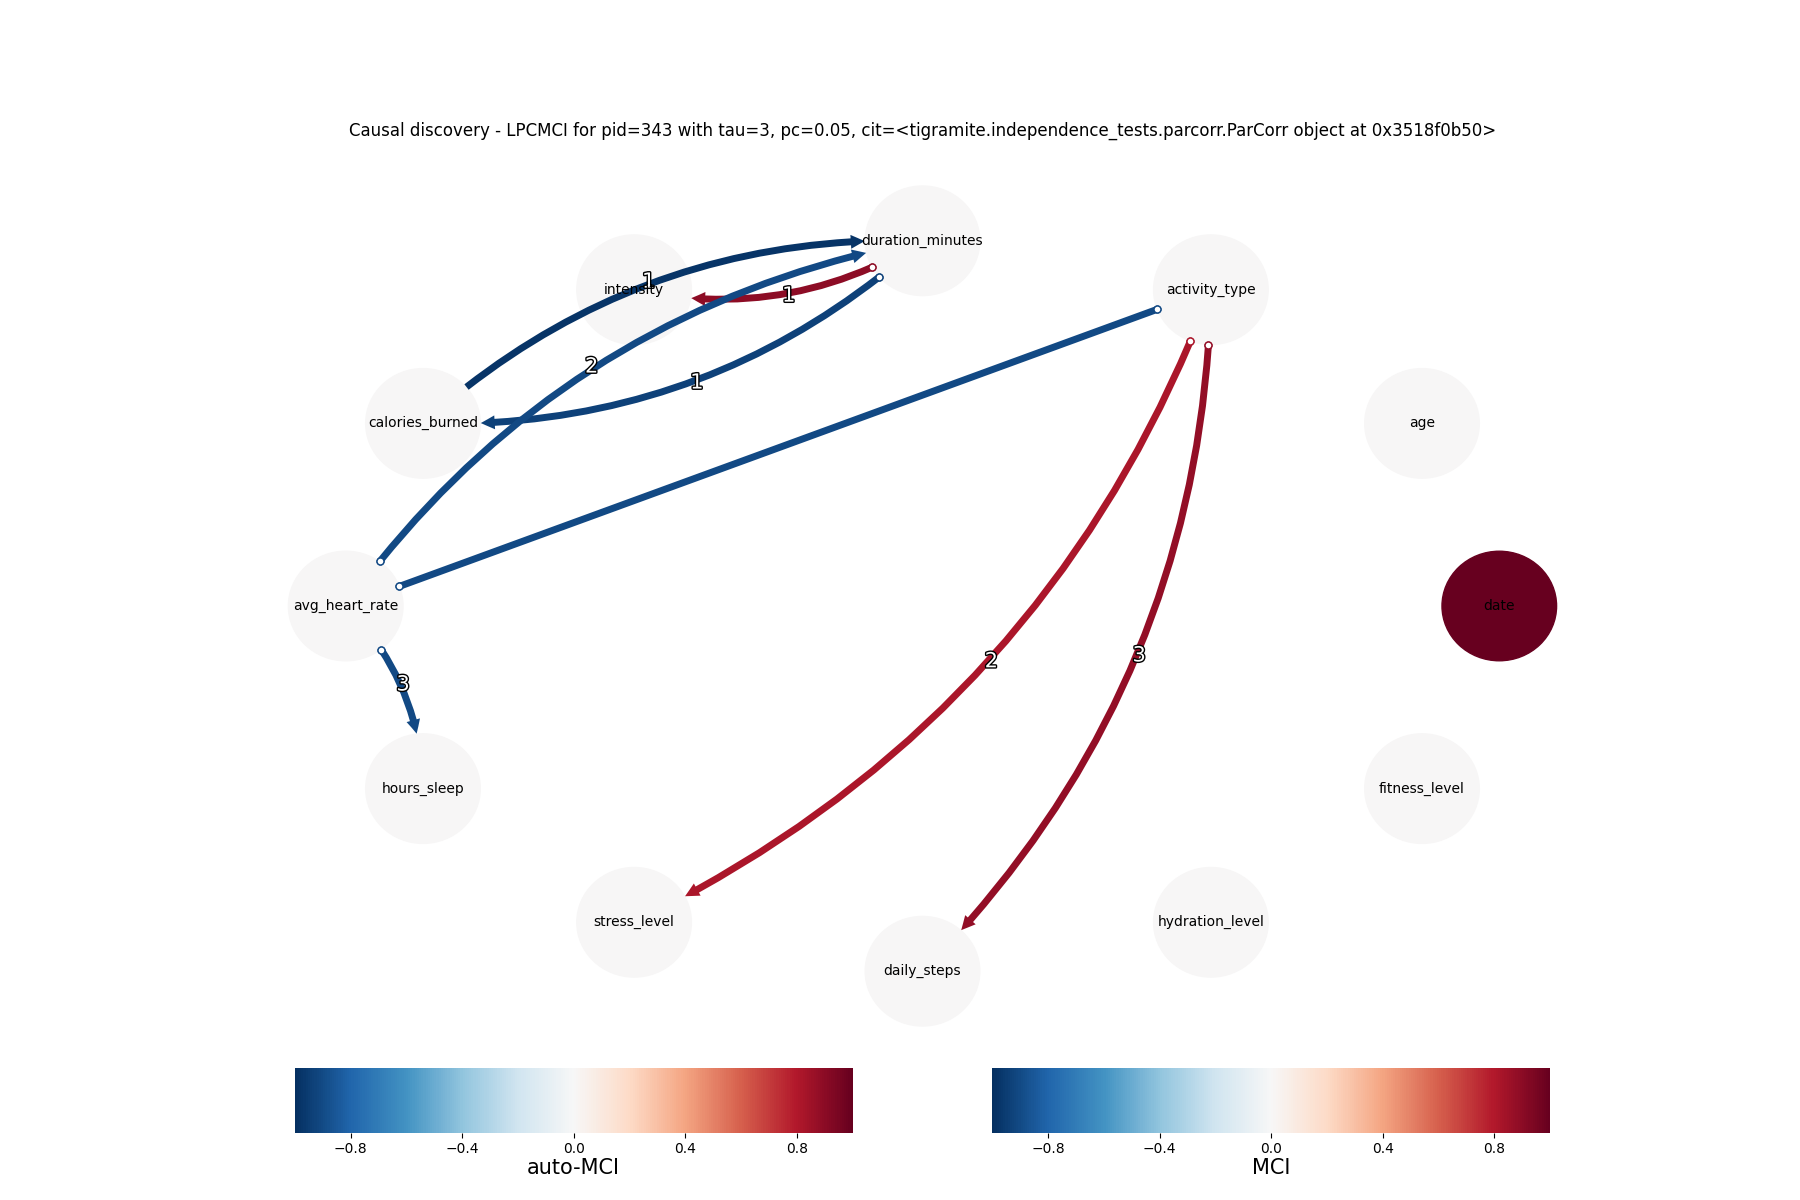 Causal discovery - LPCMCI for pid=343 with tau=3, pc=0.05, cit=<tigramite.independence_tests.parcorr.ParCorr object at 0x3518f0b50>
duration_minutes
intensity
activity_type
1
1
2
1
calories_burned
age
avg_heart_rate
date
2
3
3
hours_sleep
fitness_level
stress_level
hydration_level
daily_steps
−0.8 −0.4 0.0 0.4 0.8
auto-MCI
−0.8 −0.4 0.0 0.4 0.8
MCI